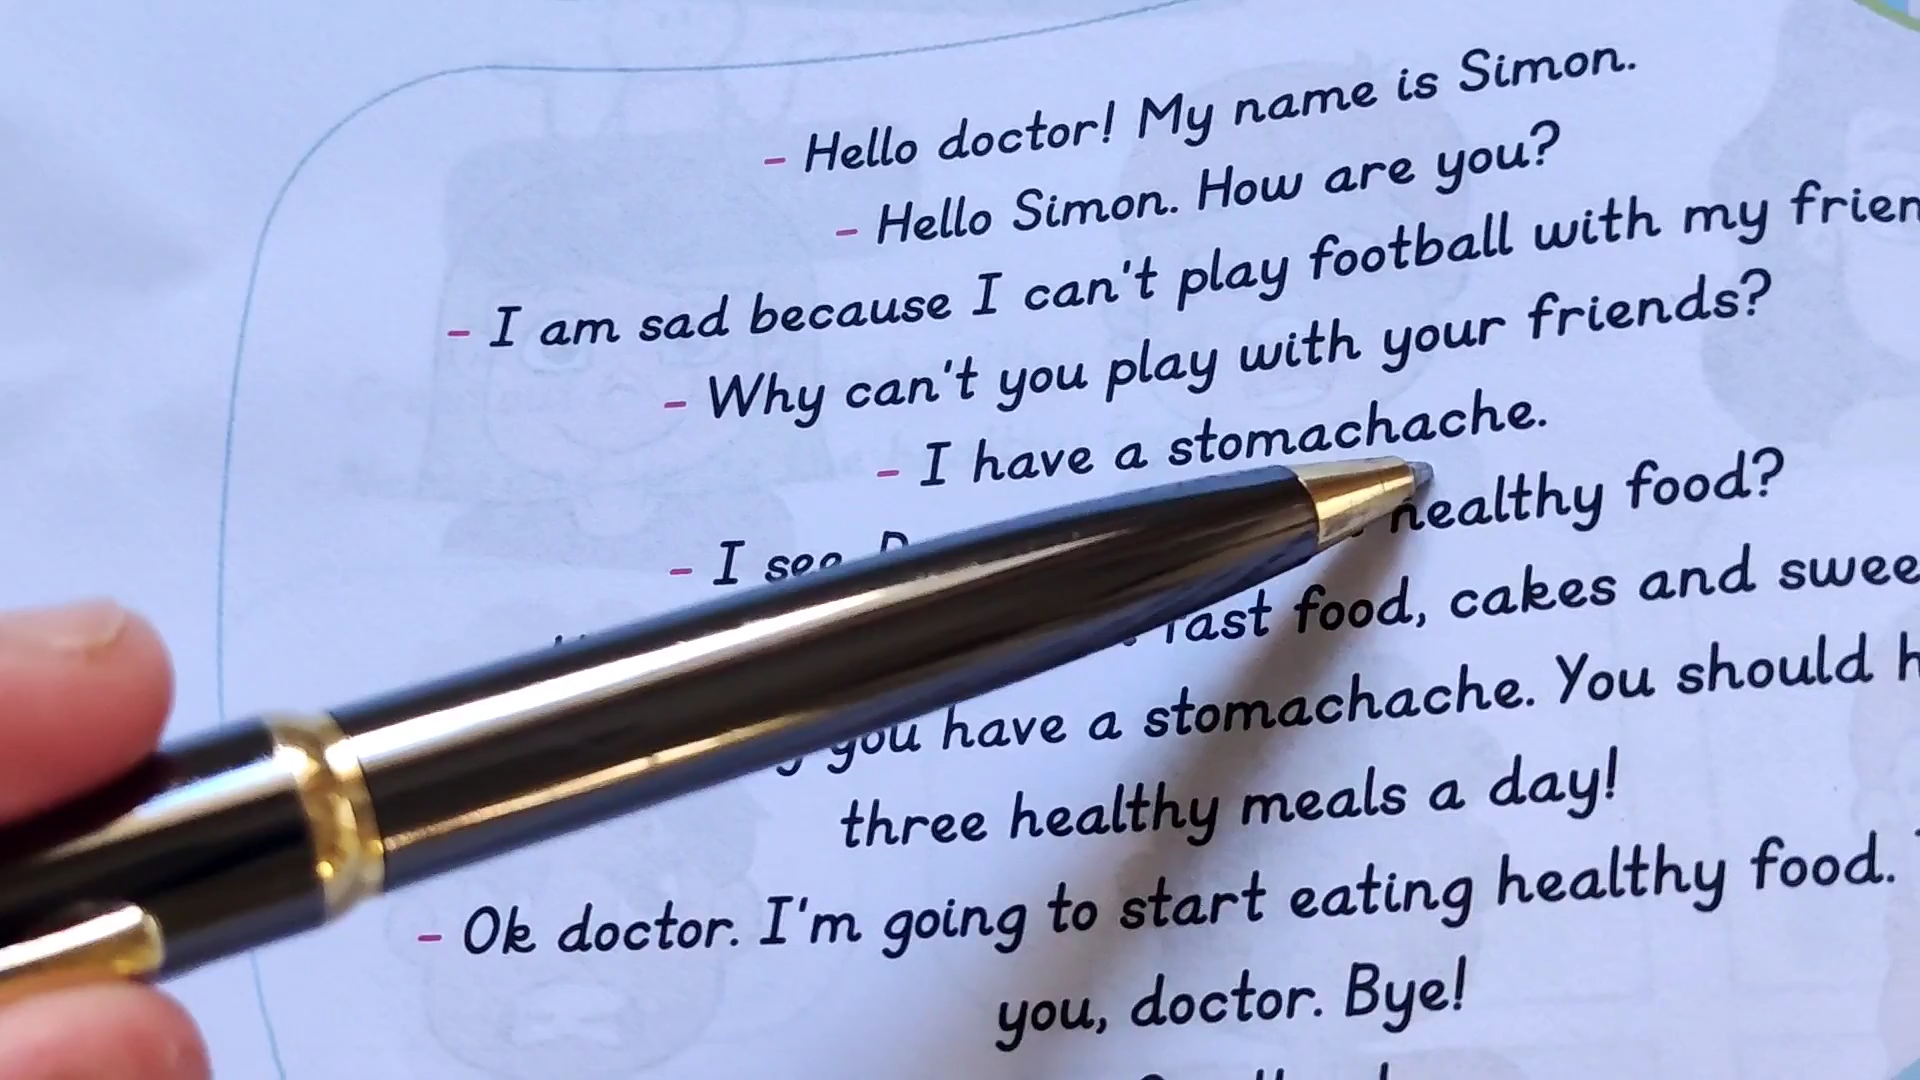 - Hello doctor! My name is Simon.
- Hello Simon. How are you?
- I am sad because I can't play football with my
- Why can't you play with your friends?
- I have a stomachache.
- I see healthy food?
fast food, cakes and
you have a stomachache. You should
three healthy meals a day!
- Ok doctor. I'm going to start eating healthy food.
you, doctor. Bye!